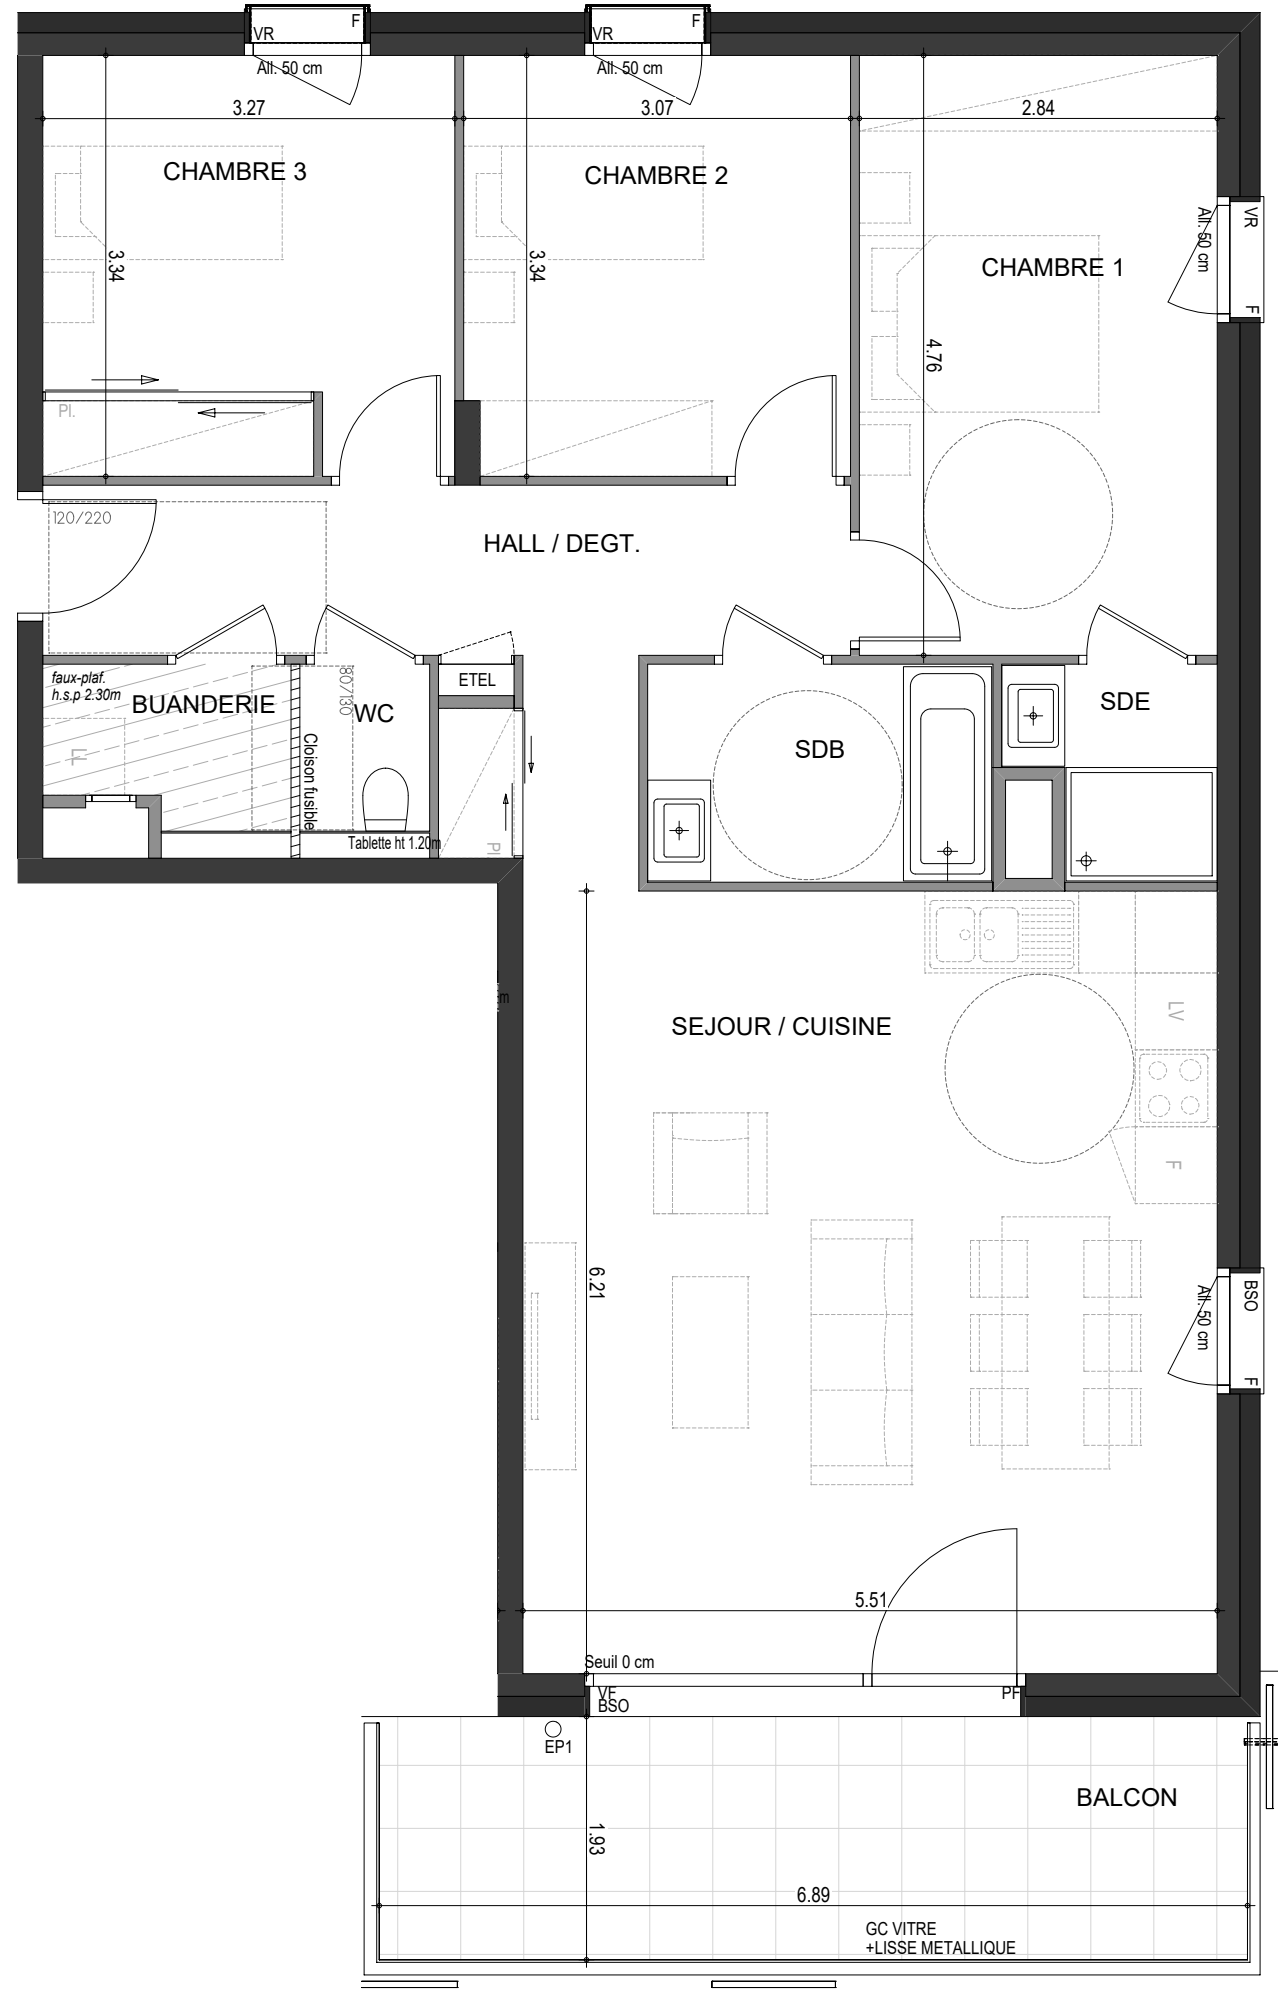 VR
F
VR
F
All. 50 cm
All. 50 cm
3.27
3.07
2.84
CHAMBRE 3
CHAMBRE 2
CHAMBRE 1
VR
F
All. 50 cm
3.34
3.34
4.76
Pl.
120/220
HALL / DEGT.
faux-plaf.
h.s.p 2.30m
BUANDERIE
LL
80/130
WC
Cloison fusible
Tablette ht 1.20m
ETEL
Pl
SDB
SDE
m
SEJOUR / CUISINE
LV
F
6.21
BSO
F
All. 50 cm
5.51
Seuil 0 cm
VF
BSO
PF
EP1
BALCON
1.93
6.89
GC VITRE
+LISSE METALLIQUE